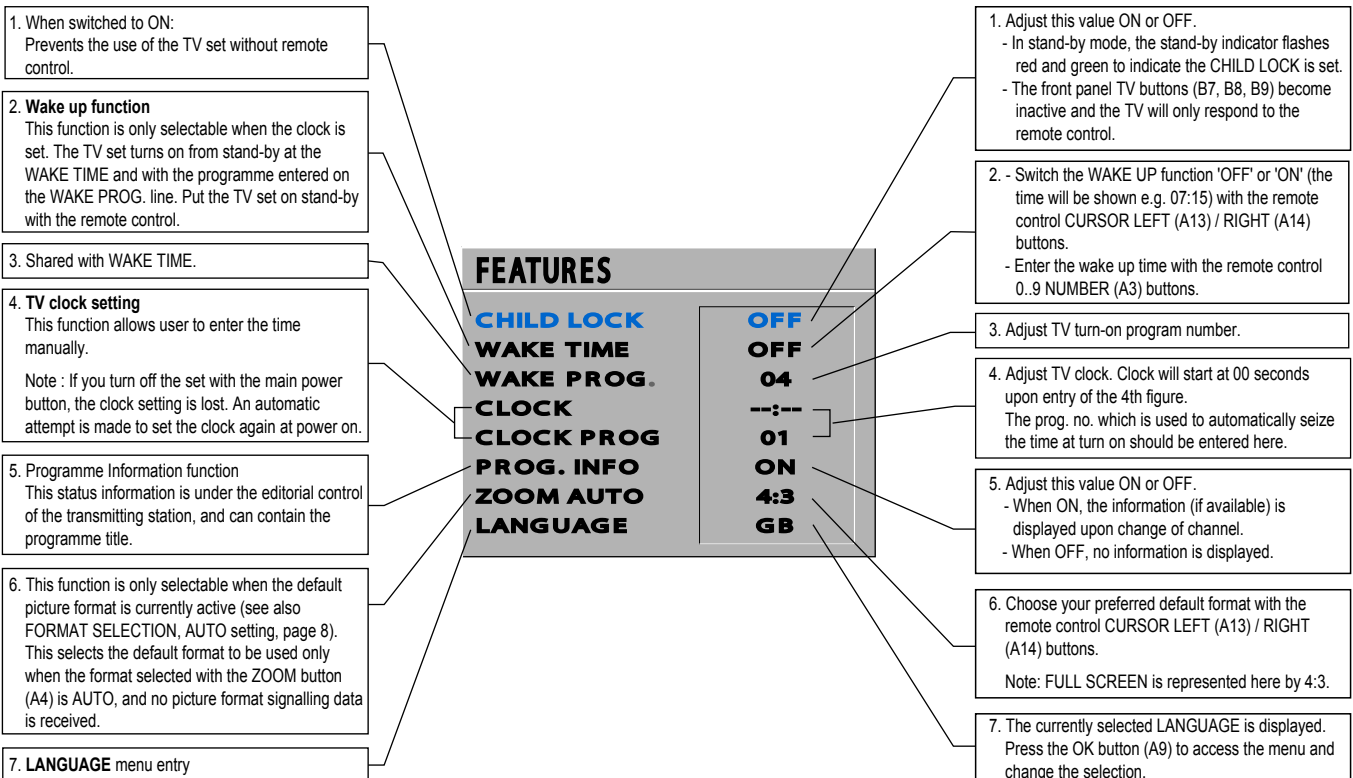 1. When switched to ON:
Prevents the use of the TV set without remote
control.
2. Wake up function
This function is only selectable when the clock is
set. The TV set turns on from stand-by at the
WAKE TIME and with the programme entered on
the WAKE PROG. line. Put the TV set on stand-by
with the remote control.
3. Shared with WAKE TIME.
4. TV clock setting
This function allows user to enter the time
manually.
Note : If you turn off the set with the main power
button, the clock setting is lost. An automatic
attempt is made to set the clock again at power on.
5. Programme Information function
This status information is under the editorial control
of the transmitting station, and can contain the
programme title.
6. This function is only selectable when the default
picture format is currently active (see also
FORMAT SELECTION, AUTO setting, page 8).
This selects the default format to be used only
when the format selected with the ZOOM button
(A4) is AUTO, and no picture format signalling data
is received.
7. LANGUAGE menu entry
FEATURES
CHILD LOCK OFF
WAKE TIME OFF
WAKE PROG. 04
CLOCK --:--
CLOCK PROG 01
PROG. INFO ON
ZOOM AUTO 4:3
LANGUAGE GB
1. Adjust this value ON or OFF.
- In stand-by mode, the stand-by indicator flashes
red and green to indicate the CHILD LOCK is set.
- The front panel TV buttons (B7, B8, B9) become
inactive and the TV will only respond to the
remote control.
2. - Switch the WAKE UP function 'OFF' or 'ON' (the
time will be shown e.g. 07:15) with the remote
control CURSOR LEFT (A13) / RIGHT (A14)
buttons.
- Enter the wake up time with the remote control
0..9 NUMBER (A3) buttons.
3. Adjust TV turn-on program number.
4. Adjust TV clock. Clock will start at 00 seconds
upon entry of the 4th figure.
The prog. no. which is used to automatically seize
the time at turn on should be entered here.
5. Adjust this value ON or OFF.
- When ON, the information (if available) is
displayed upon change of channel.
- When OFF, no information is displayed.
6. Choose your preferred default format with the
remote control CURSOR LEFT (A13) / RIGHT
(A14) buttons.
Note: FULL SCREEN is represented here by 4:3.
7. The currently selected LANGUAGE is displayed.
Press the OK button (A9) to access the menu and
change the selection.